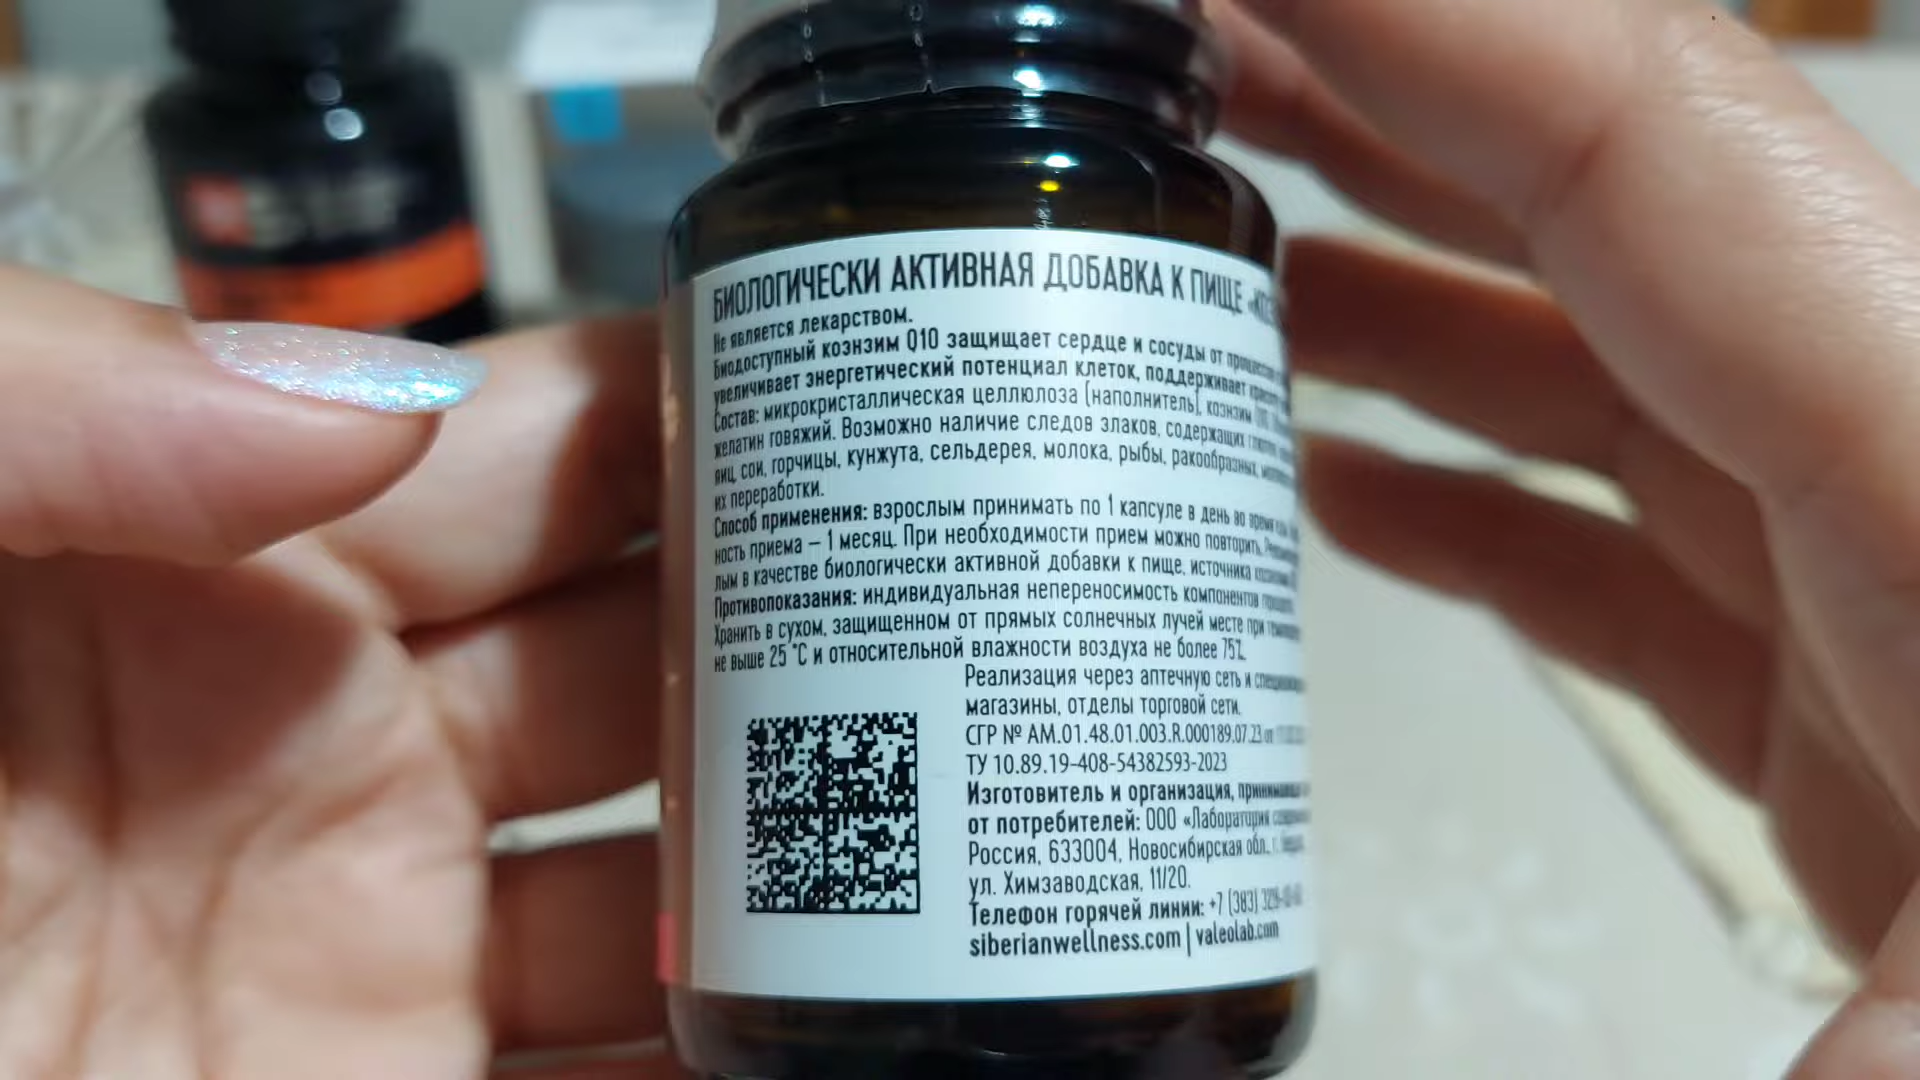 БИОЛОГИЧЕСКИ АКТИВНАЯ ДОБАВКА К ПИЩЕ
Не является лекарством.
Биодоступный коэнзим Q10 защищает сердце и сосуды от
увеличивает энергетический потенциал клеток, поддерживает
Состав: микрокристаллическая целлюлоза (наполнитель), коэнзим Q10
желатин говяжий. Возможно наличие следов злаков, содержащих глютен,
яиц, сои, горчицы, кунжута, сельдерея, молока, рыбы, ракообразных,
их переработки.
Способ применения: взрослым принимать по 1 капсуле в день во время
ность приема – 1 месяц. При необходимости прием можно повторить.
лым в качестве биологически активной добавки к пище, источника
Противопоказания: индивидуальная непереносимость компонентов
Хранить в сухом, защищенном от прямых солнечных лучей месте при
не выше 25 °С и относительной влажности воздуха не более 75%.
Реализация через аптечную сеть и
магазины, отделы торговой сети.
СГР № AM.01.48.01.003.R.000189.07.23 от
ТУ 10.89.19-408-54382593-2023
Изготовитель и организация,
от потребителей: ООО «Лаборатория
Россия, 633004, Новосибирская обл., г.
ул. Химзаводская, 11/20.
Телефон горячей линии: +7 (383)
siberianwellness.com | valeolab.com